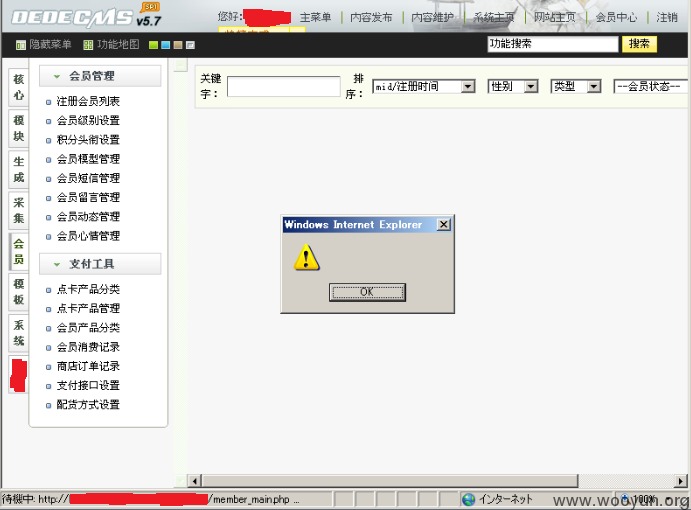 DEDECMS v5.7 SP1
您好: 主菜单 | 内容发布 | 内容维护 | 系统主页 | 网站主页 | 会员中心 | 注销
隐藏菜单 功能地图 功能搜索 搜索
核心
模块
生成
采集
会员
模板
系统
会员管理
注册会员列表
会员级别设置
积分头衔设置
会员模型管理
会员短信管理
会员留言管理
会员动态管理
会员心情管理
支付工具
点卡产品分类
点卡产品管理
会员产品分类
会员消费记录
商店订单记录
支付接口设置
配货方式设置
关键字: 排序: mid/注册时间 性别 类型 --会员状态--
Windows Internet Explorer
OK
待機中: http:// /member_main.php ... インターネット 100%
www.wooyun.org